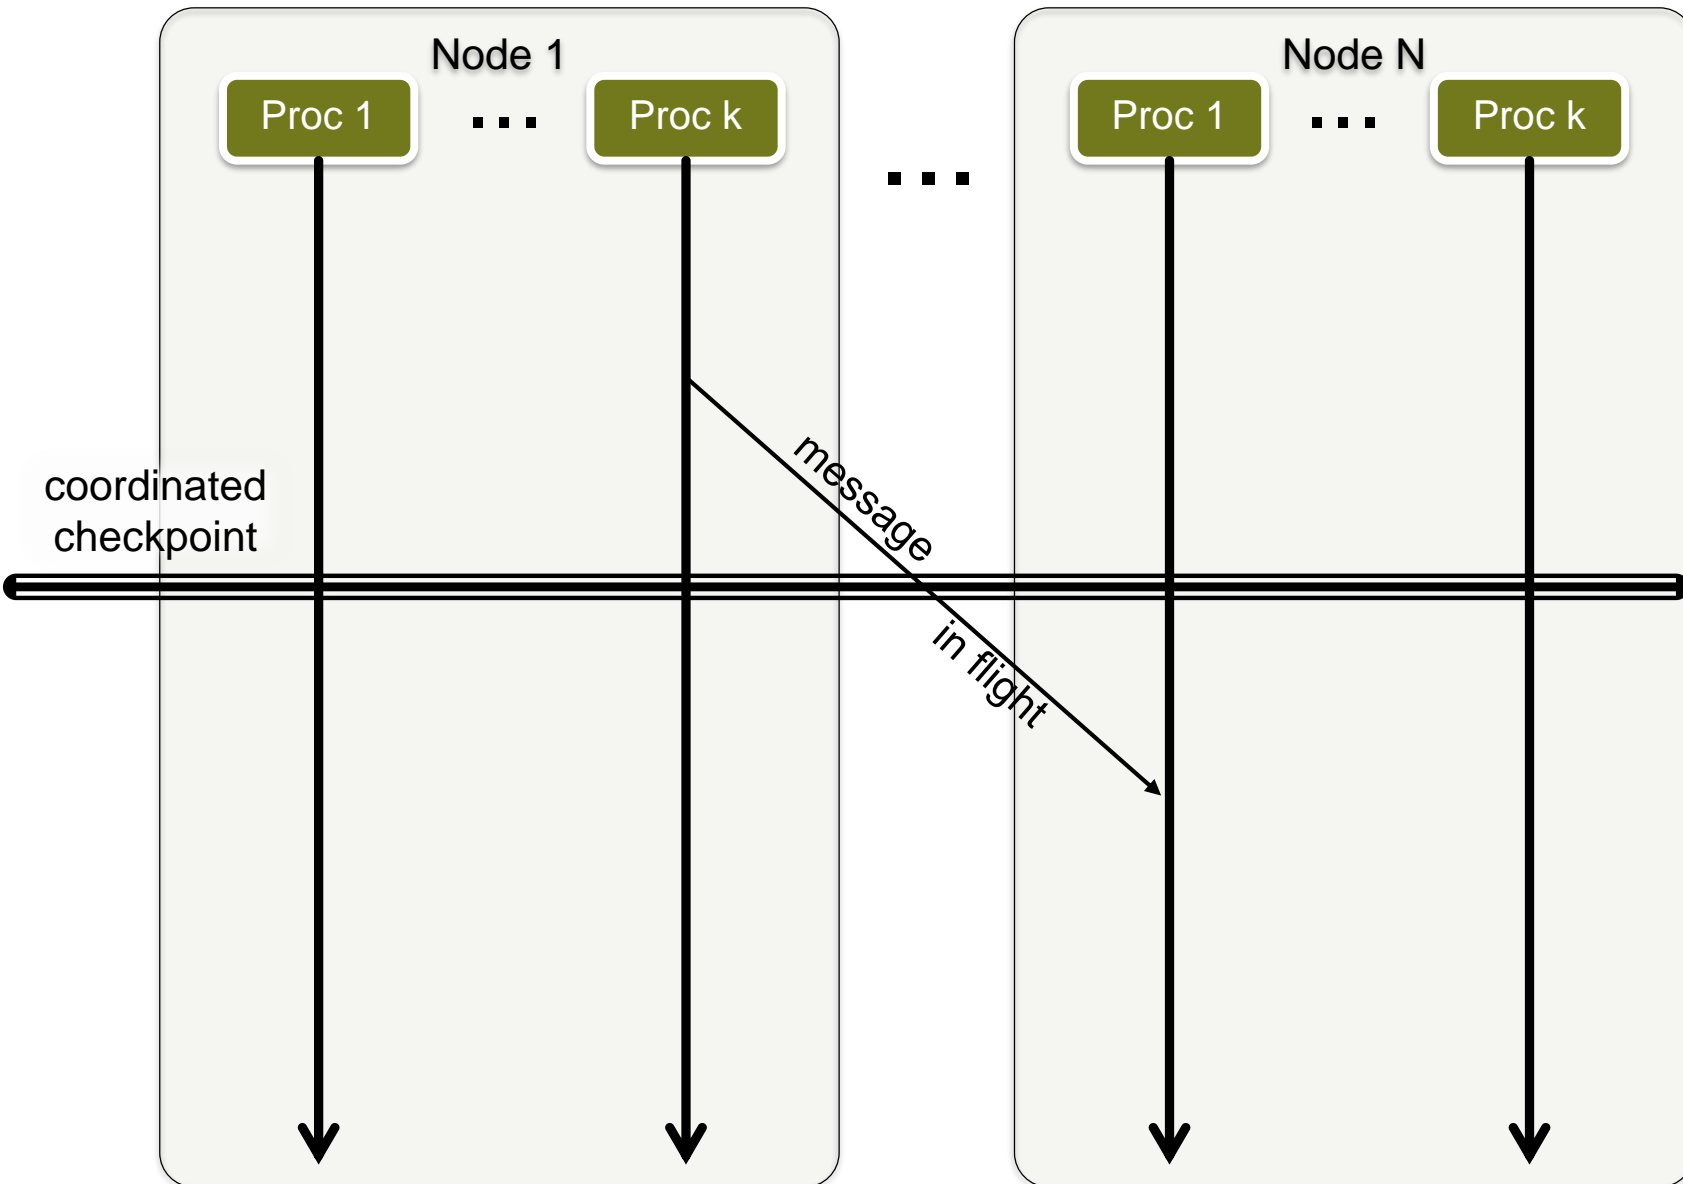 Node 1
Node N
Proc 1
...
Proc k
...
Proc 1
...
Proc k
message
coordinated
checkpoint
in flight